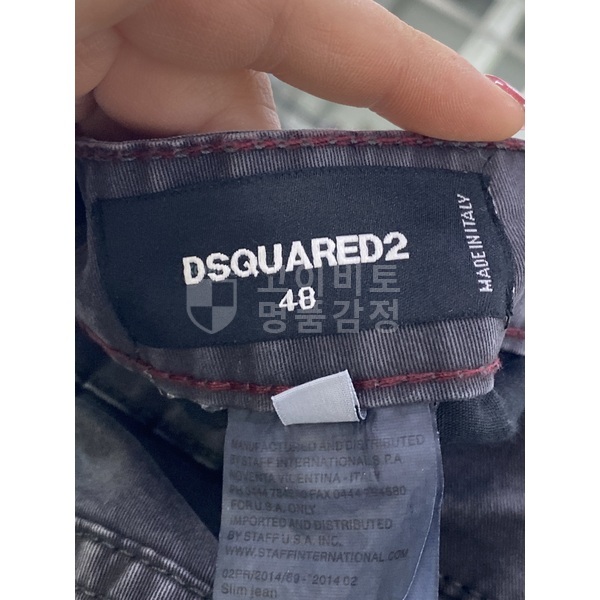 DSQUARED2
48
MADE IN ITALY
고이비토
명품감정
MANUFACTURED AND DISTRIBUTED
BY STAFF INTERNATIONAL S.P.A
NOVENTA VICENTINA - ITALY
FOR U.S.A. ONLY
IMPORTED AND DISTRIBUTED
BY STAFF U.S.A. INC.
WWW.STAFFINTERNATIONAL.COM
Slim jean